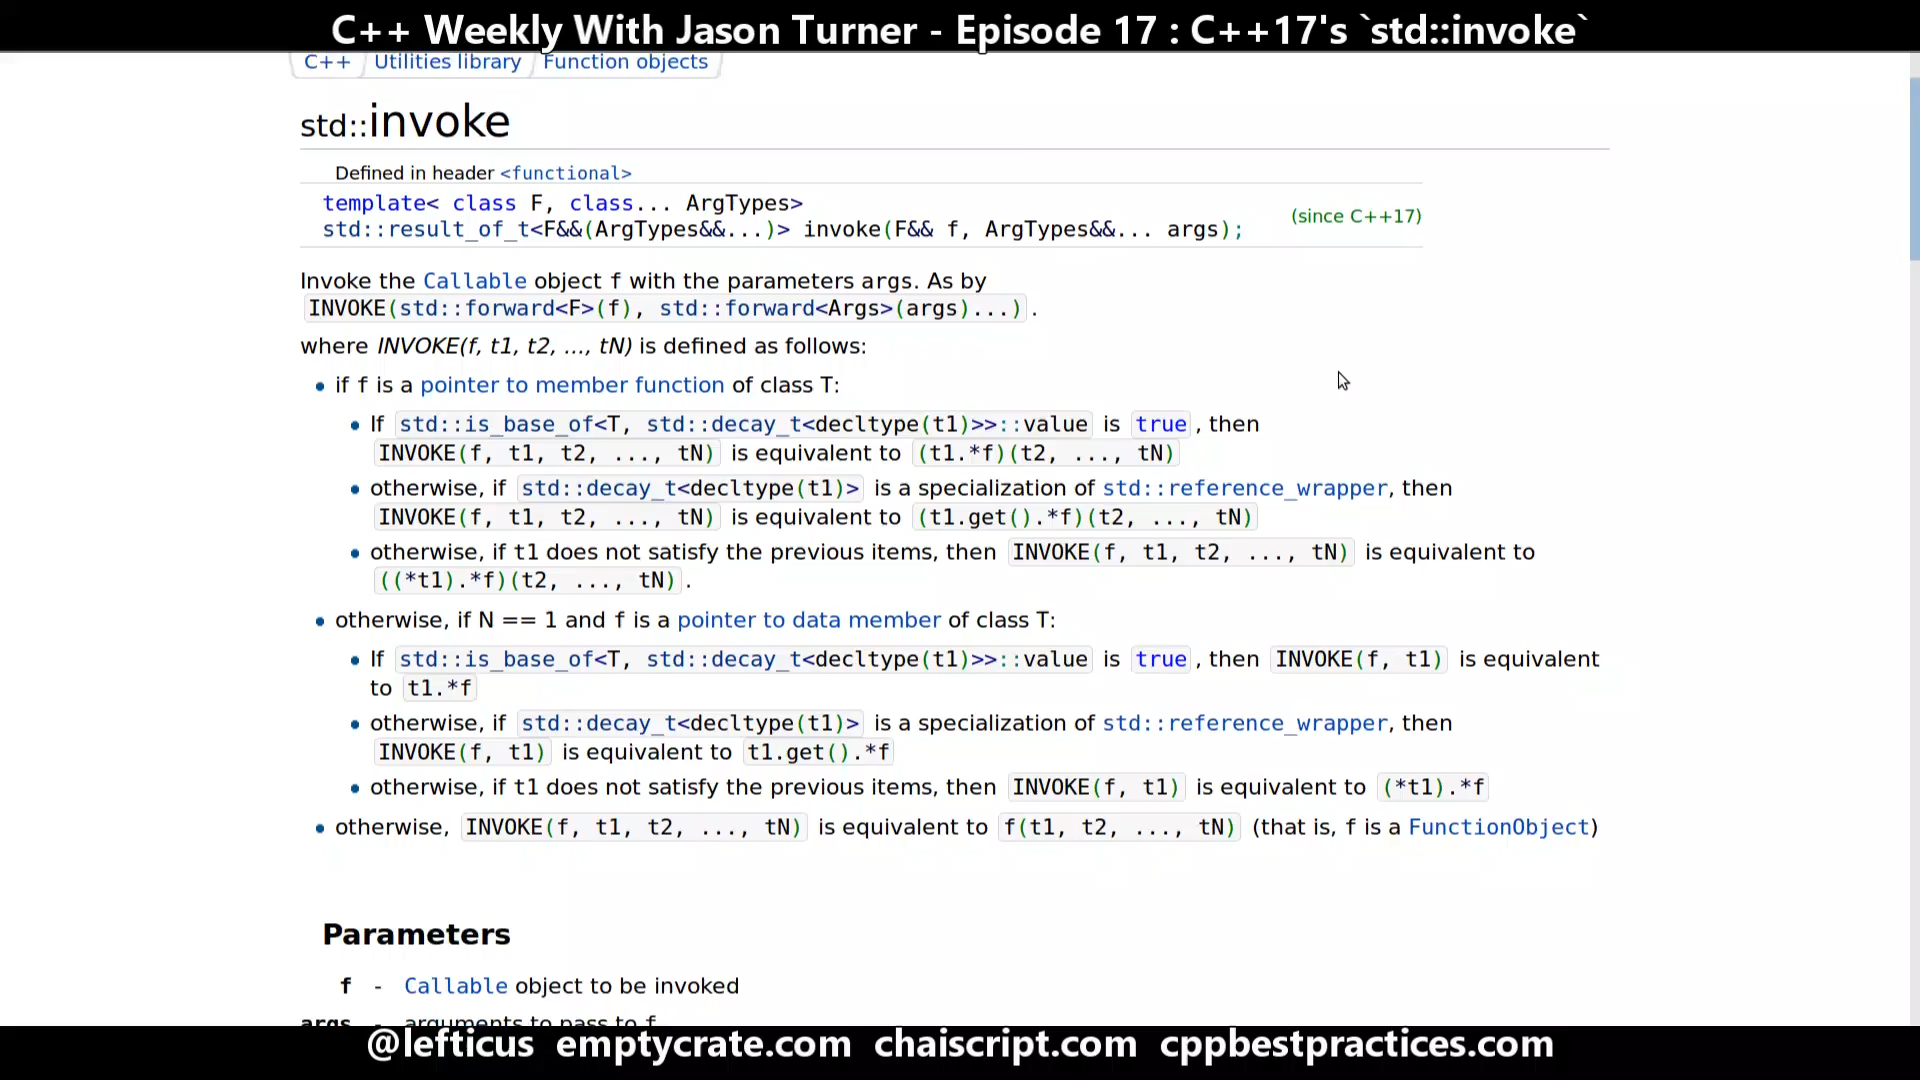 C++ Weekly With Jason Turner - Episode 17 : C++17's `std::invoke`
C++ Utilities library Function objects
std::invoke
Defined in header <functional>
template< class F, class... ArgTypes>
std::result_of_t<F&&(ArgTypes&&...)> invoke(F&& f, ArgTypes&&... args);
(since C++17)
Invoke the Callable object f with the parameters args. As by
INVOKE(std::forward<F>(f), std::forward<Args>(args)...) .
where INVOKE(f, t1, t2, ..., tN) is defined as follows:
• if f is a pointer to member function of class T:
• If std::is_base_of<T, std::decay_t<decltype(t1)>>::value is true , then
INVOKE(f, t1, t2, ..., tN) is equivalent to (t1.*f)(t2, ..., tN)
• otherwise, if std::decay_t<decltype(t1)> is a specialization of std::reference_wrapper, then
INVOKE(f, t1, t2, ..., tN) is equivalent to (t1.get().*f)(t2, ..., tN)
• otherwise, if t1 does not satisfy the previous items, then INVOKE(f, t1, t2, ..., tN) is equivalent to
((*t1).*f)(t2, ..., tN) .
• otherwise, if N == 1 and f is a pointer to data member of class T:
• If std::is_base_of<T, std::decay_t<decltype(t1)>>::value is true , then INVOKE(f, t1) is equivalent
to t1.*f
• otherwise, if std::decay_t<decltype(t1)> is a specialization of std::reference_wrapper, then
INVOKE(f, t1) is equivalent to t1.get().*f
• otherwise, if t1 does not satisfy the previous items, then INVOKE(f, t1) is equivalent to (*t1).*f
• otherwise, INVOKE(f, t1, t2, ..., tN) is equivalent to f(t1, t2, ..., tN) (that is, f is a FunctionObject)
Parameters
f - Callable object to be invoked
args - arguments to pass to f
@lefticus emptycrate.com chaiscript.com cppbestpractices.com